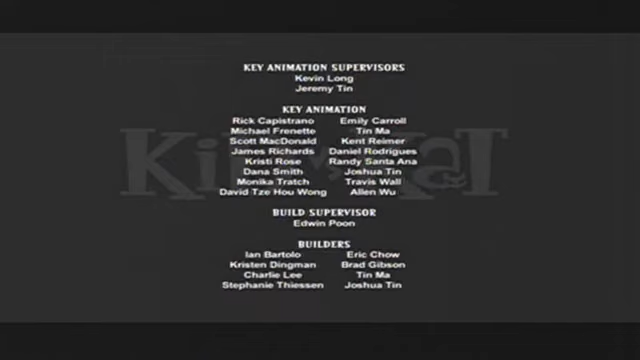 KEY ANIMATION SUPERVISORS
Kevin Long
Jeremy Tin
KEY ANIMATION
Rick Capistrano Emily Carroll
Michael Frenette Tin Ma
Scott MacDonald Kent Reimer
James Richards Daniel Rodrigues
Kristi Rose Randy Santa Ana
Dana Smith Joshua Tin
Monika Tratch Travis Wall
David Tze Hou Wong Allen Wu
BUILD SUPERVISOR
Edwin Poon
BUILDERS
Ian Bartolo Eric Chow
Kristen Dingman Brad Gibson
Charlie Lee Tin Ma
Stephanie Thiessen Joshua Tin